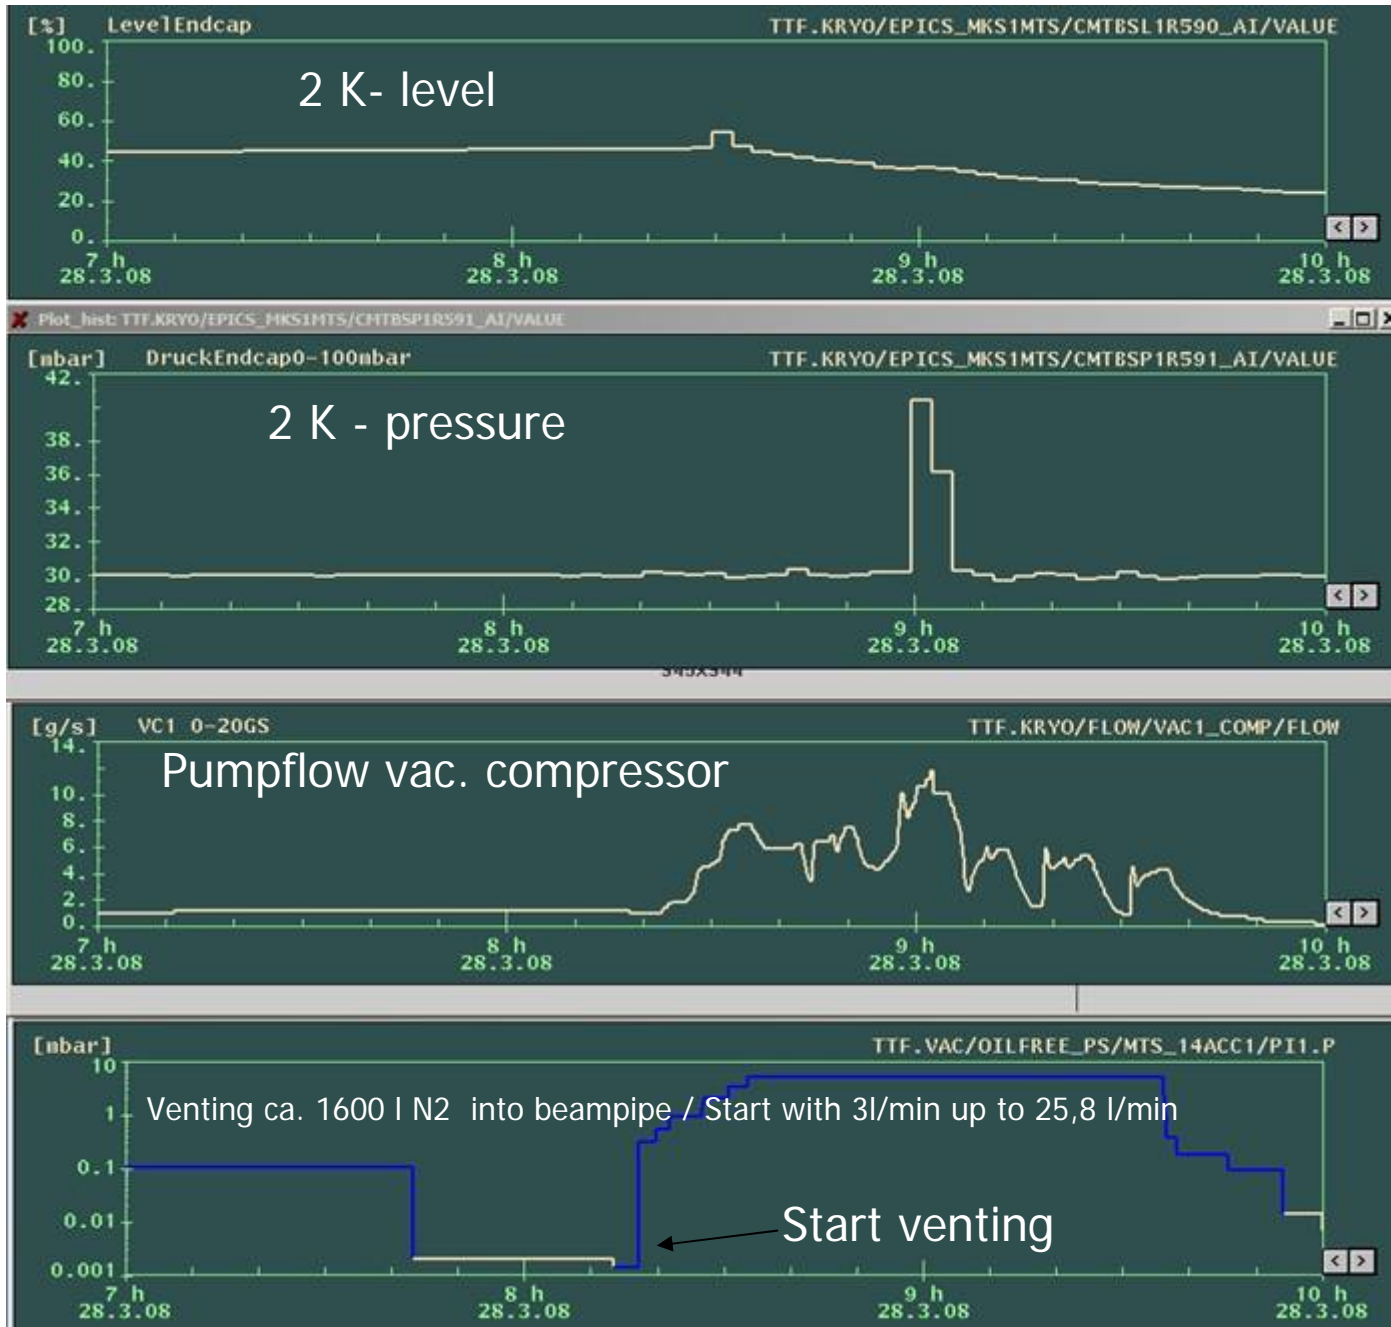 [%] LevelEndcap TTF.KRYO/EPICS_MKS1MTS/CMTBSL1R590_AI/VALUE
100.
2 K- level
80.
60.
40.
20.
0.
7 h 8 h 9 h 10 h
28.3.08 28.3.08 28.3.08 28.3.08
Plot_hist: TTF.KRYO/EPICS_MKS1MTS/CMTBSP1R591_AI/VALUE
[mbar] DruckEndcap0-100mbar TTF.KRYO/EPICS_MKS1MTS/CMTBSP1R591_AI/VALUE
42.
2 K - pressure
38.
36.
34.
32.
30.
28.
7 h 8 h 9 h 10 h
28.3.08 28.3.08 28.3.08 28.3.08
[g/s] VC1 0-20GS TTF.KRYO/FLOW/VAC1_COMP/FLOW
14.
Pumpflow vac. compressor
10.
8.
6.
4.
2.
0.
7 h 8 h 9 h 10 h
28.3.08 28.3.08 28.3.08 28.3.08
[mbar] TTF.VAC/OILFREE_PS/MTS_14ACC1/PI1.P
10
Venting ca. 1600 l N2 into beampipe / Start with 3l/min up to 25,8 l/min
1
0.1
0.01
Start venting
0.001
7 h 8 h 9 h 10 h
28.3.08 28.3.08 28.3.08 28.3.08